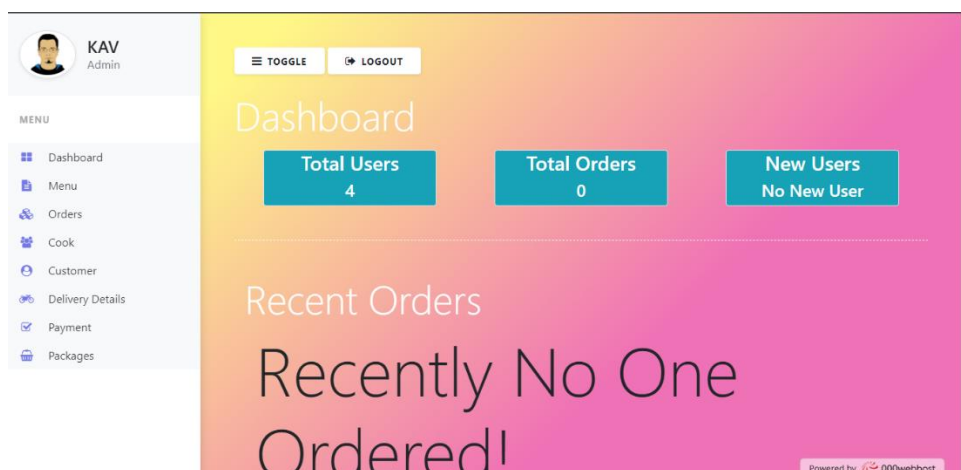 KAV
Admin
MENU
Dashboard
Menu
Orders
Cook
Customer
Delivery Details
Payment
Packages
TOGGLE
LOGOUT
Dashboard
Total Users
4
Total Orders
0
New Users
No New User
Recent Orders
Recently No One
Ordered!
Powered by 000webhost